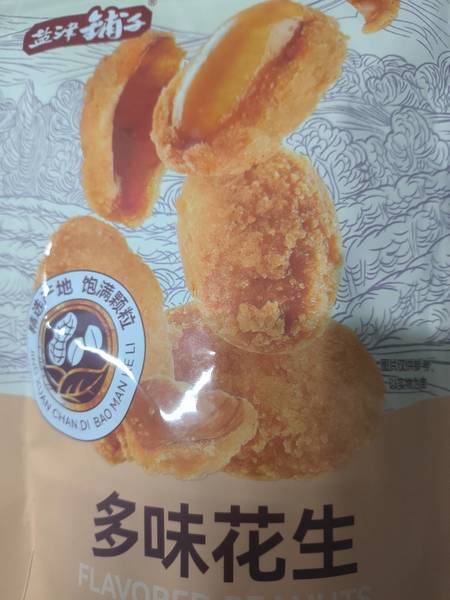 盐津铺子®
精选产地 饱满颗粒
JING XUAN CHAN DI BAO MAN KE LI
多味花生
FLAVORED PEANUTS